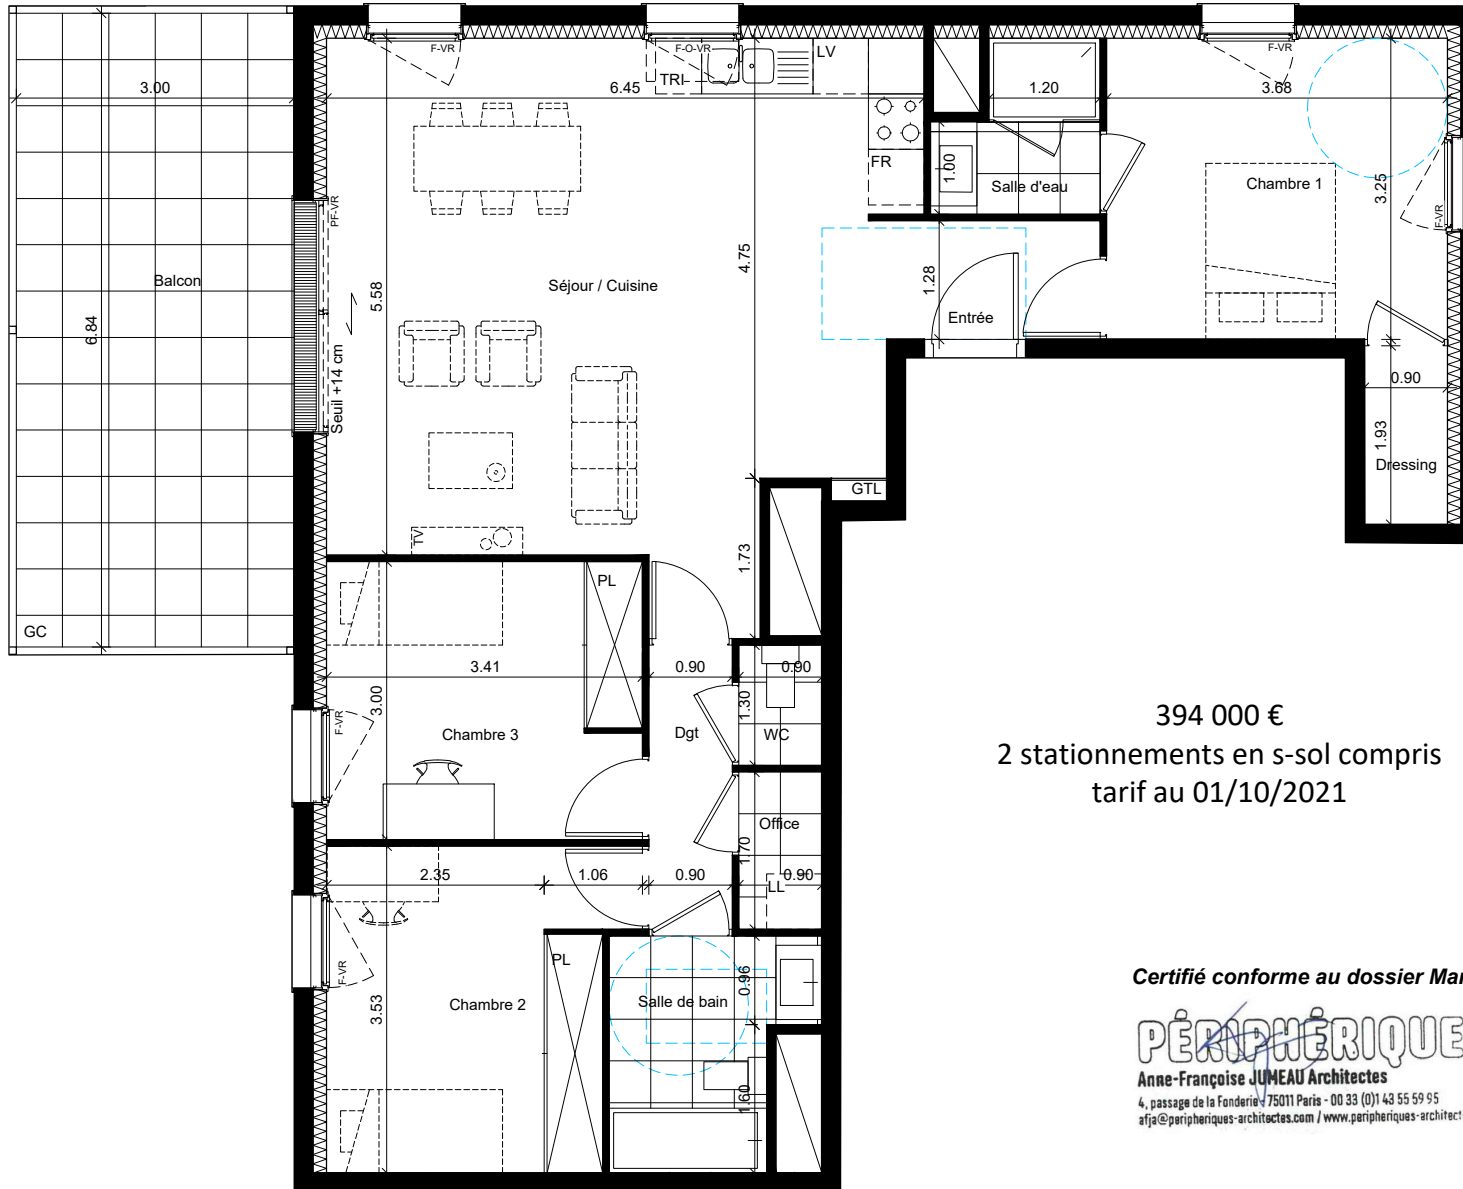 F-VR
F-O-VR
F-VR
LV
TRI
3.00
6.45
1.20
3.68
FR
1.00
Salle d'eau
Chambre 1
3.25
F-VR
PF-VR
Balcon
Séjour / Cuisine
4.75
5.58
1.28
Entrée
6.84
Seuil +14 cm
0.90
1.93
Dressing
GTL
TV
1.73
PL
GC
3.41
0.90
0.90
3.00
1.30
F-VR
Chambre 3
Dgt
WC
394 000 €
2 stationnements en s-sol compris
tarif au 01/10/2021
Office
1.70
2.35
1.06
0.90
0.90
LL
PL
F-VR
0.96
Chambre 2
Salle de bain
3.53
1.60
Certifié conforme au dossier Mar
PÉRIPHÉRIQUE
Anne-Françoise JUMEAU Architectes
4, passage de la Fonderie - 75011 Paris - 00 33 (0)1 43 55 59 95
afja@peripheriques-architectes.com / www.peripheriques-architect